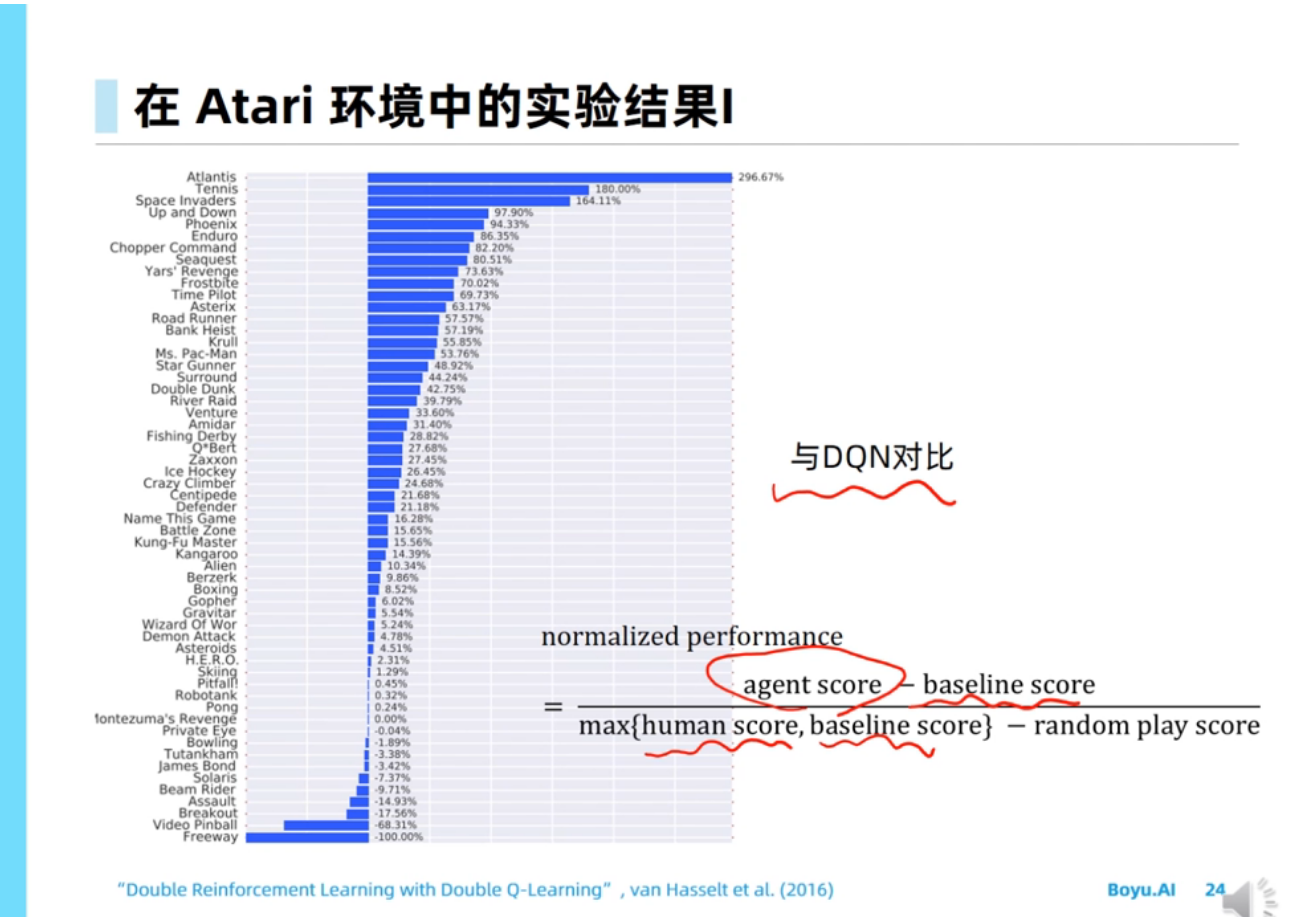 在 Atari 环境中的实验结果I
Atlantis 296.67%
Tennis 180.00%
Space Invaders 164.11%
Up and Down 97.90%
Phoenix 94.33%
Enduro 86.35%
Chopper Command 82.20%
Seaquest 80.51%
Yars' Revenge 73.63%
Frostbite 70.02%
Time Pilot 69.73%
Asterix 63.17%
Road Runner 57.57%
Bank Heist 57.19%
Krull 55.85%
Ms. Pac-Man 53.76%
Star Gunner 48.92%
Surround 44.24%
Double Dunk 42.75%
River Raid 39.79%
Venture 33.60%
Amidar 31.40%
Fishing Derby 28.82%
Q*Bert 27.68%
Zaxxon 27.45%
Ice Hockey 26.45%
Crazy Climber 24.68%
Centipede 21.68%
Defender 21.18%
Name This Game 16.28%
Battle Zone 15.65%
Kung-Fu Master 15.56%
Kangaroo 14.39%
Alien 10.34%
Berzerk 9.86%
Boxing 8.52%
Gopher 6.02%
Gravitar 5.54%
Wizard Of Wor 5.24%
Demon Attack 4.78%
Asteroids 4.51%
H.E.R.O. 2.31%
Skiing 1.29%
Pitfall! 0.45%
Robotank 0.32%
Pong 0.24%
Montezuma's Revenge 0.00%
Private Eye -0.04%
Bowling -1.89%
Tutankham -3.38%
James Bond -3.42%
Solaris -7.37%
Beam Rider -9.71%
Assault -14.93%
Breakout -17.56%
Video Pinball -68.31%
Freeway -100.00%
与DQN对比
normalized performance
agent score − baseline score
=
max{human score, baseline score} − random play score
“Double Reinforcement Learning with Double Q-Learning”, van Hasselt et al. (2016)
Boyu.AI 24